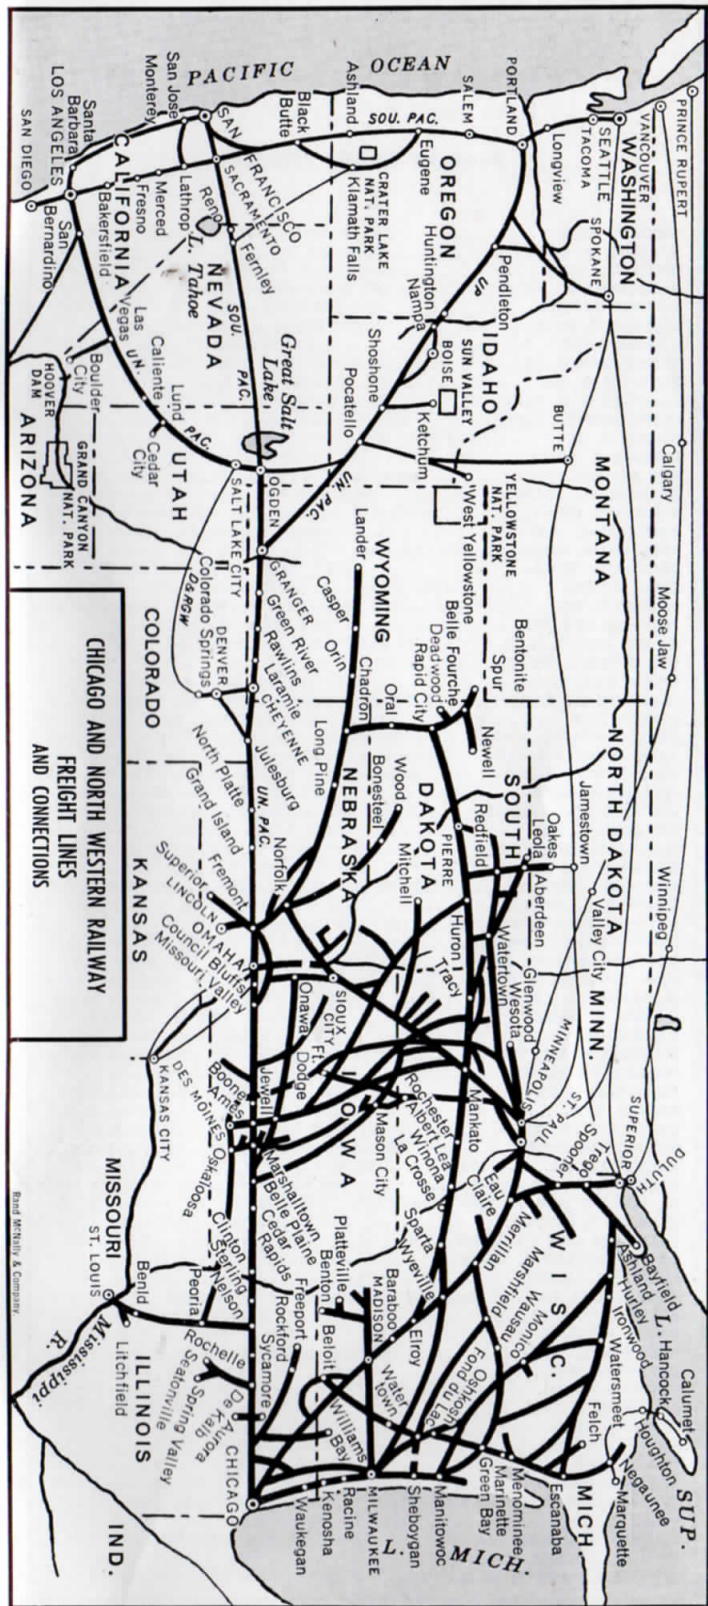 CHICAGO AND NORTH WESTERN RAILWAY
FREIGHT LINES
AND CONNECTIONS
PACIFIC OCEAN
PRINCE RUPERT
VANCOUVER
WASHINGTON
SEATTLE
TACOMA
Longview
SPOKANE
PORTLAND
SALEM
SOU. PAC.
Eugene
OREGON
Pendleton
Huntington
Nampa
UP
Ashland
CRATER LAKE
NAT. PARK
Klamath Falls
Black
Butte
SAN FRANCISCO
SACRAMENTO
Reno
Fernley
San Jose
Monterey
Lathrop
Merced
Fresno
Bakersfield
CALIFORNIA
Santa
Barbara
LOS ANGELES
SAN DIEGO
San
Bernardino
L. Tahoe
NEVADA
SOU. PAC.
Las
Vegas
UN. PAC.
Boulder
City
HOOVER
DAM
Caliente
Lund
Cedar
City
ARIZONA
GRAND CANYON
NAT. PARK
UTAH
Great Salt
Lake
OGDEN
SALT LAKE CITY
D&RGW
IDAHO
BOISE
SUN VALLEY
Shoshone
Ketchum
Pocatello
UN. PAC.
BUTTE
MONTANA
YELLOWSTONE
NAT. PARK
West Yellowstone
Calgary
Moose Jaw
Winnipeg
WYOMING
Lander
Casper
Orin
Chadron
GRANGER
Green River
Rawlins
Laramie
CHEYENNE
DENVER
Colorado Springs
COLORADO
Julesburg
North Platte
UN. PAC.
Grand Island
Bentonite
Spur
Belle Fourche
Deadwood
Rapid City
Newell
Oral
Long Pine
NEBRASKA
Wood
Bonesteel
Norfolk
Fremont
Superior
LINCOLN
OMAHA
Council Bluffs
Missouri Valley
KANSAS
KANSAS CITY
NORTH DAKOTA
Jamestown
Valley City
Oakes
Leola
Aberdeen
SOUTH DAKOTA
Redfield
PIERRE
Huron
Mitchell
Watertown
Wesota
Glenwood
Tracy
MINN.
MINNEAPOLIS
ST. PAUL
Mankato
Rochester
Albert Lea
Winona
La Crosse
SIOUX
CITY
Onawa
Ft.
Dodge
IOWA
Mason City
Jewell
Boone
Ames
DES MOINES
Oskaloosa
Marshalltown
Belle Plaine
Cedar
Rapids
Clinton
Sterling
Nelson
MISSOURI
ST. LOUIS
Benld
Litchfield
Peoria
Mississippi
R.
ILLINOIS
Rochelle
Spring Valley
Seatonville
De Kalb
Sycamore
Aurora
CHICAGO
IND.
Freeport
Rockford
Beloit
Platteville
Benton
MADISON
Baraboo
Elroy
Wyeville
Sparta
Merrillan
Eau
Claire
Spooner
Trego
SUPERIOR
DULUTH
WISC.
Marshfield
Wausau
Monico
Bayfield
Ashland
Hurley
Ironwood
Watersmeet
L. SUP.
Hancock
Houghton
Calumet
Negaunee
Marquette
Felch
MICH.
Escanaba
Menominee
Marinette
Green Bay
Oshkosh
Fond du Lac
Manitowoc
Sheboygan
Watertown
MILWAUKEE
Williams
Bay
Racine
Kenosha
Waukegan
L. MICH.
Rand McNally & Company